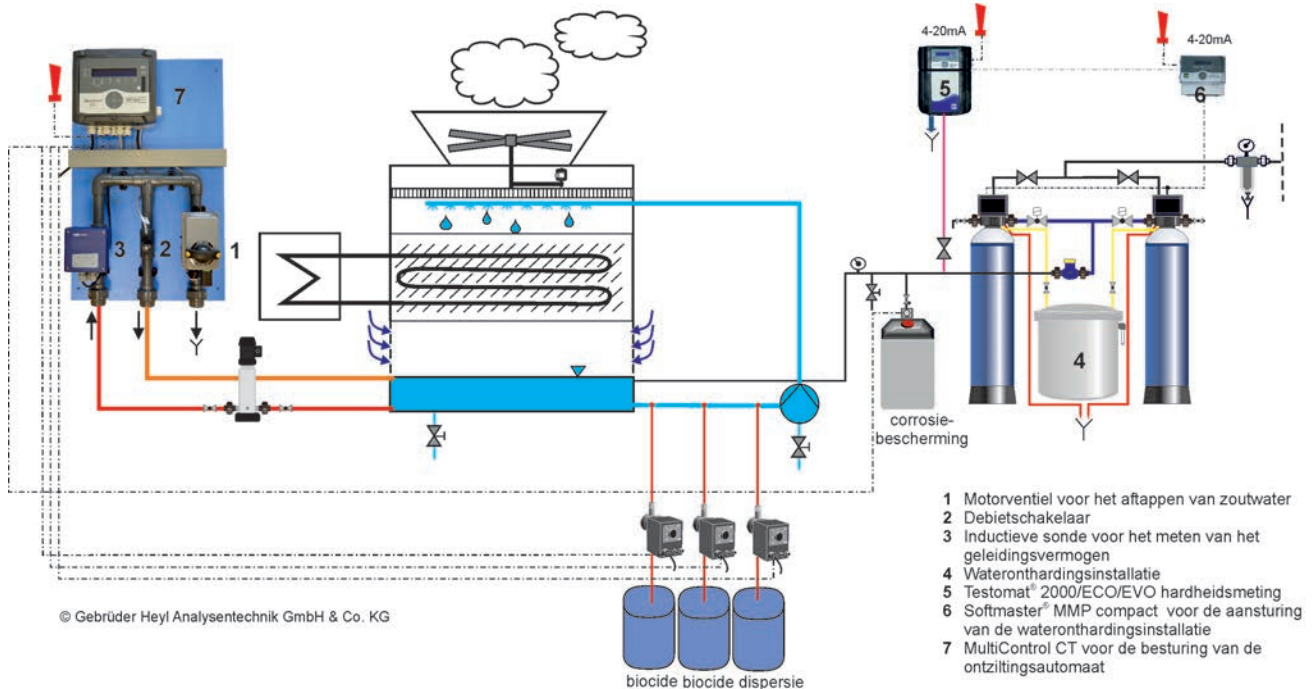 4-20mA
4-20mA
7
5
6
3
2
1
4
corrosie-
bescherming
1 Motorventiel voor het aftappen van zoutwater
2 Debietschakelaar
3 Inductieve sonde voor het meten van het
geleidingsvermogen
4 Wateronthardingsinstallatie
5 Testomat® 2000/ECO/EVO hardheidsmeting
6 Softmaster® MMP compact voor de aansturing
van de wateronthardingsinstallatie
7 MultiControl CT voor de besturing van de
ontziltingsautomaat
© Gebrüder Heyl Analysentechnik GmbH & Co. KG
biocide biocide dispersie